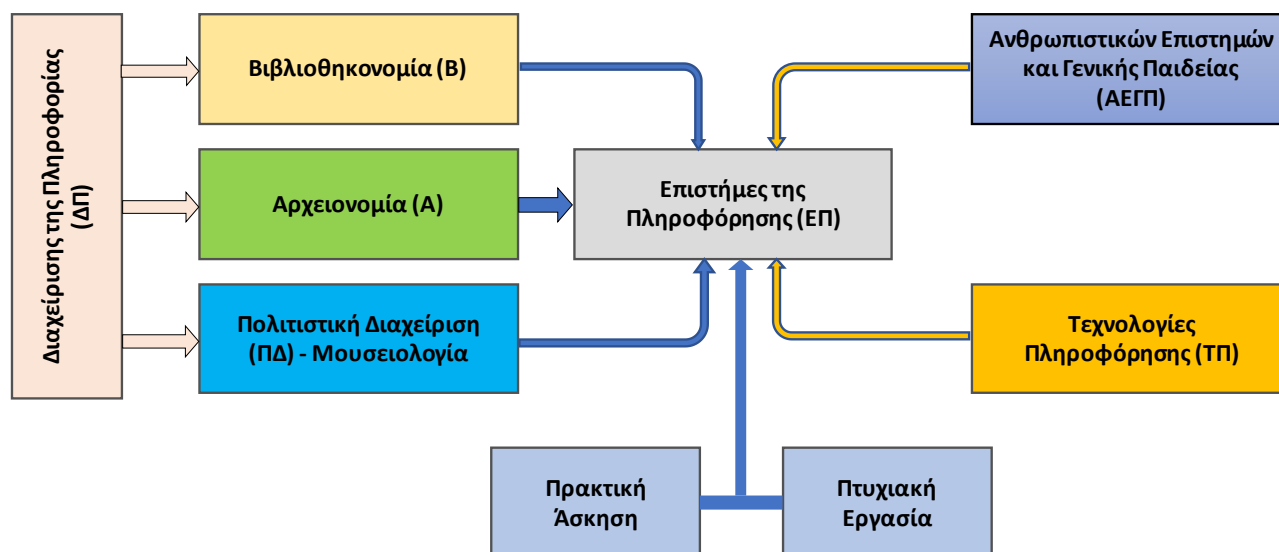 Διαχείρισης της Πληροφορίας
(ΔΠ)
Βιβλιοθηκονομία (Β)
Αρχειονομία (Α)
Πολιτιστική Διαχείριση
(ΠΔ) - Μουσειολογία
Επιστήμες της
Πληροφόρησης (ΕΠ)
Ανθρωπιστικών Επιστημών
και Γενικής Παιδείας
(ΑΕΓΠ)
Τεχνολογίες
Πληροφόρησης (ΤΠ)
Πρακτική
Άσκηση
Πτυχιακή
Εργασία